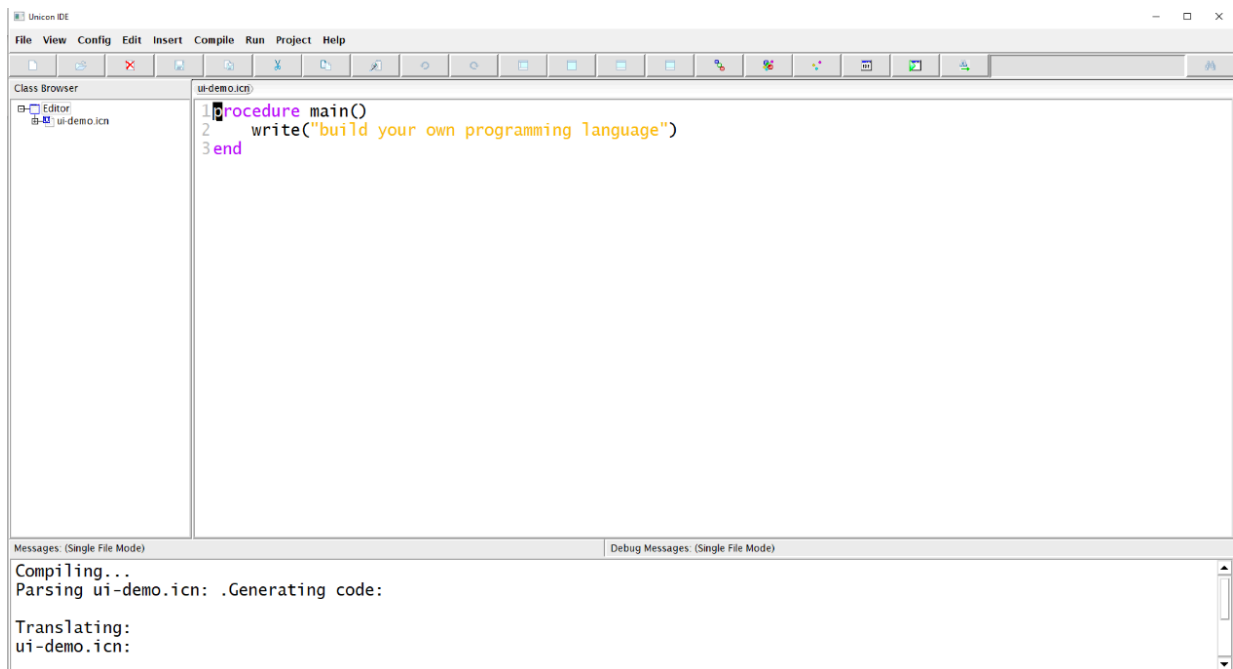 Unicon IDE
File View Config Edit Insert Compile Run Project Help
Class Browser
ui-demo.icn
Editor
ui-demo.icn
1 procedure main()
2     write("build your own programming language")
3 end
Messages: (Single File Mode)
Debug Messages: (Single File Mode)
Compiling...
Parsing ui-demo.icn: .Generating code:
Translating:
ui-demo.icn: